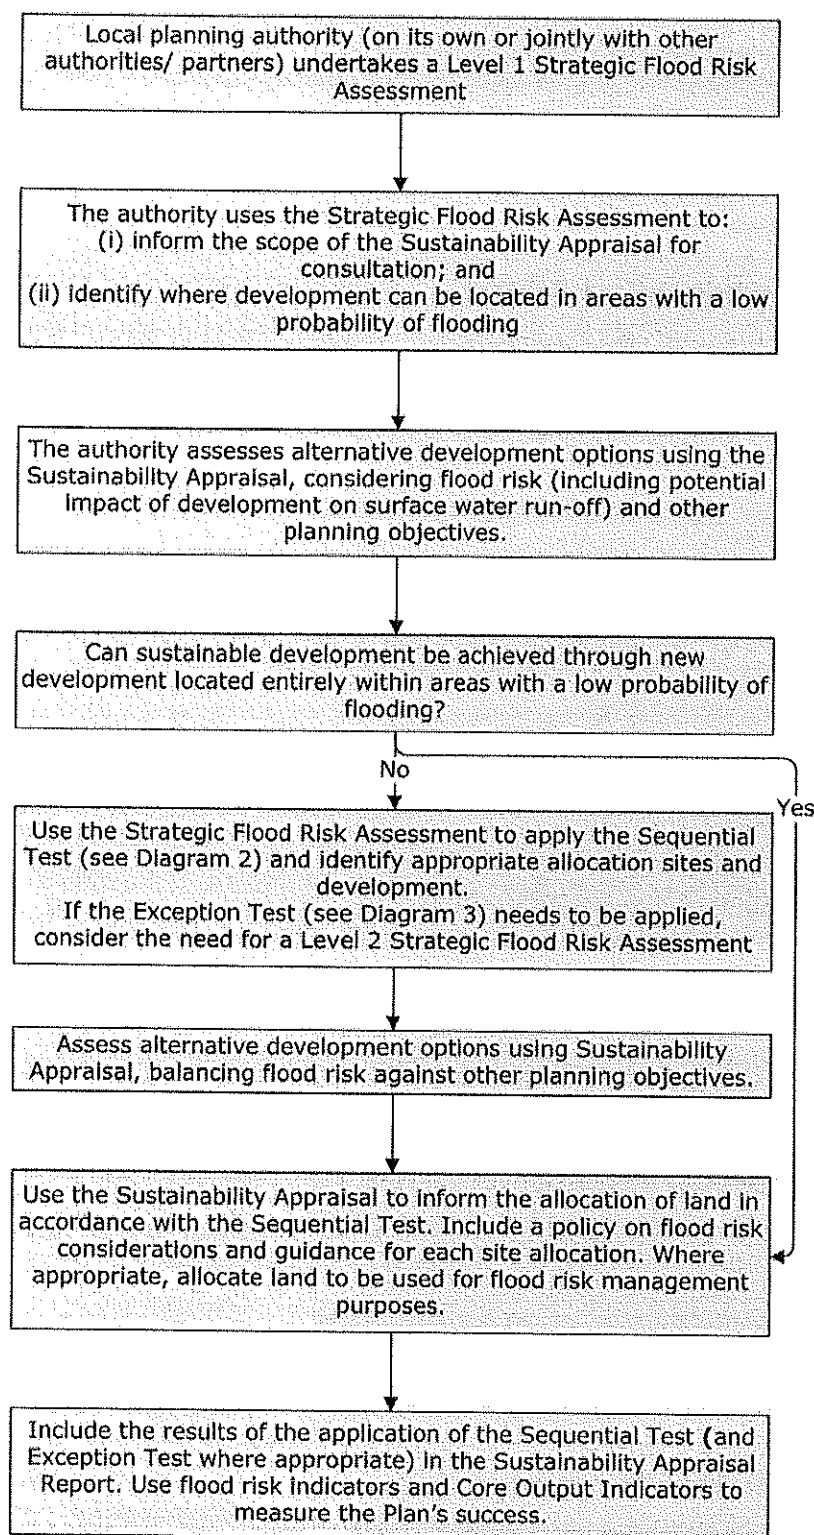 Local planning authority (on its own or jointly with other
authorities/ partners) undertakes a Level 1 Strategic Flood Risk
Assessment
The authority uses the Strategic Flood Risk Assessment to:
(i) inform the scope of the Sustainability Appraisal for
consultation; and
(ii) identify where development can be located in areas with a low
probability of flooding
The authority assesses alternative development options using the
Sustainability Appraisal, considering flood risk (including potential
impact of development on surface water run-off) and other
planning objectives.
Can sustainable development be achieved through new
development located entirely within areas with a low probability of
flooding?
No
Yes
Use the Strategic Flood Risk Assessment to apply the Sequential
Test (see Diagram 2) and identify appropriate allocation sites and
development.
If the Exception Test (see Diagram 3) needs to be applied,
consider the need for a Level 2 Strategic Flood Risk Assessment
Assess alternative development options using Sustainability
Appraisal, balancing flood risk against other planning objectives.
Use the Sustainability Appraisal to inform the allocation of land in
accordance with the Sequential Test. Include a policy on flood risk
considerations and guidance for each site allocation. Where
appropriate, allocate land to be used for flood risk management
purposes.
Include the results of the application of the Sequential Test (and
Exception Test where appropriate) in the Sustainability Appraisal
Report. Use flood risk indicators and Core Output Indicators to
measure the Plan's success.